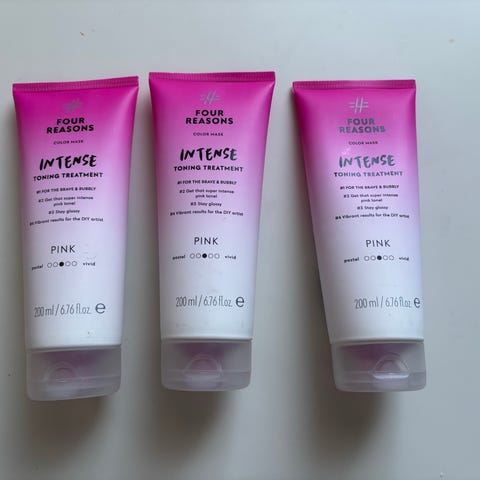 FOUR
REASONS
COLOR MASK
INTENSE
TONING TREATMENT
#1 FOR THE BRAVE & BUBBLY
#2 Get that super intense
pink tone!
#3 Stay glossy
#4 Vibrant results for the DIY artist
PINK
pastel vivid
200 ml / 6.76 fl.oz. e
FOUR
REASONS
COLOR MASK
INTENSE
TONING TREATMENT
#1 FOR THE BRAVE & BUBBLY
#2 Get that super intense
pink tone!
#3 Stay glossy
#4 Vibrant results for the DIY artist
PINK
pastel vivid
200 ml / 6.76 fl.oz. e
FOUR
REASONS
COLOR MASK
INTENSE
TONING TREATMENT
#1 FOR THE BRAVE & BUBBLY
#2 Get that super intense
pink tone!
#3 Stay glossy
#4 Vibrant results for the DIY artist
PINK
pastel vivid
200 ml / 6.76 fl.oz. e